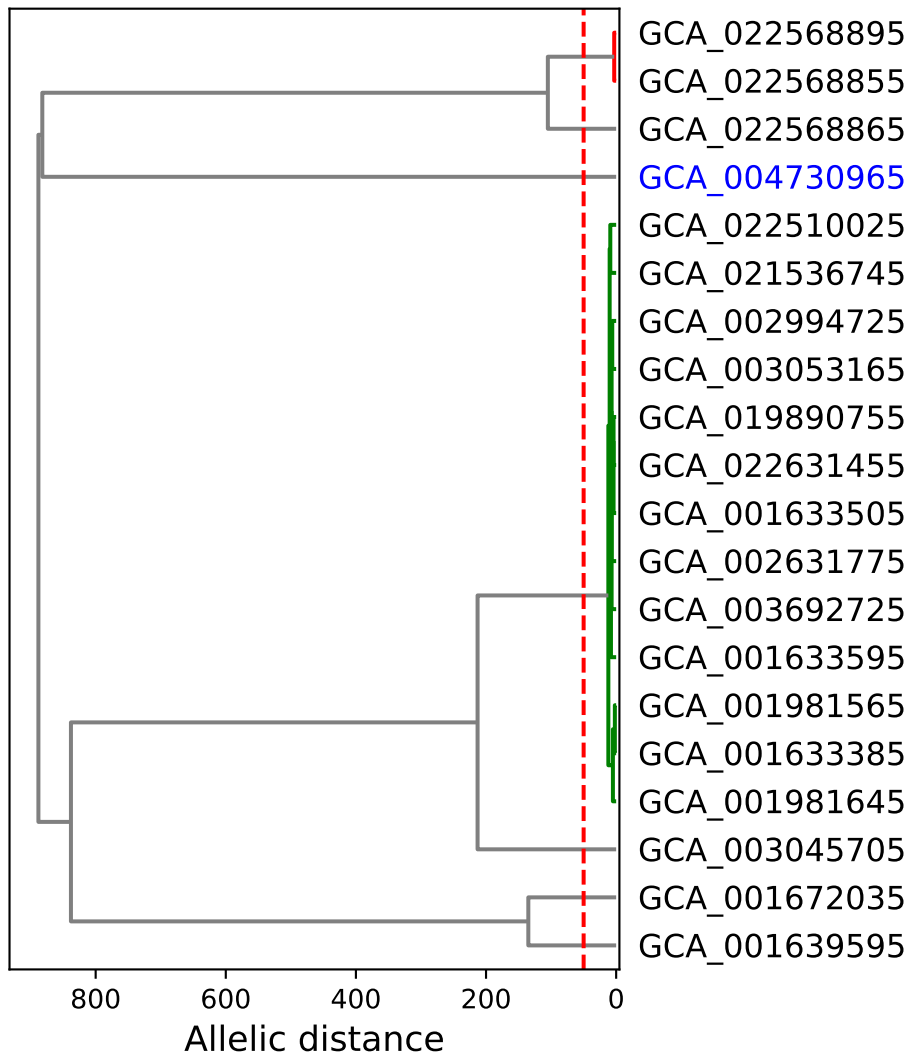 GCA_022568895
GCA_022568855
GCA_022568865
GCA_004730965
GCA_022510025
GCA_021536745
GCA_002994725
GCA_003053165
GCA_019890755
GCA_022631455
GCA_001633505
GCA_002631775
GCA_003692725
GCA_001633595
GCA_001981565
GCA_001633385
GCA_001981645
GCA_003045705
GCA_001672035
GCA_001639595
800 600 400 200 0
Allelic distance